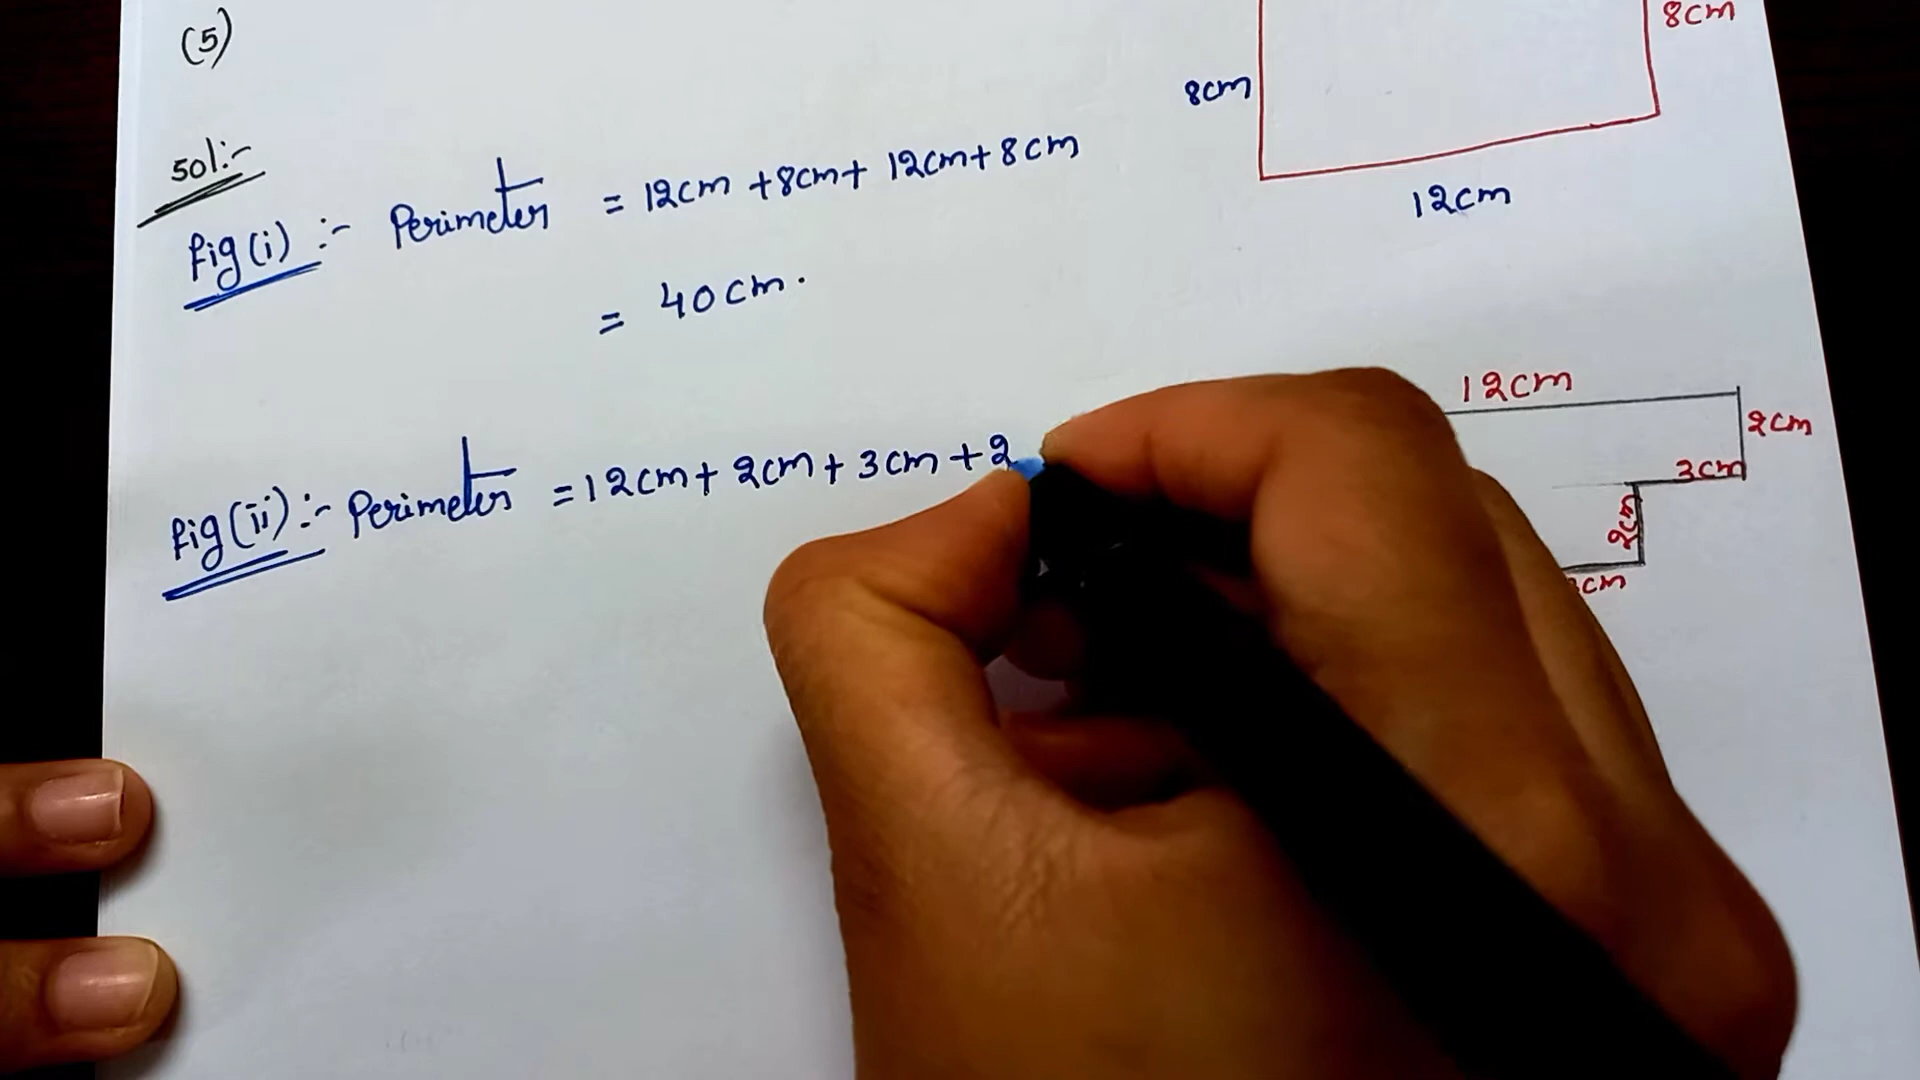 (5)
8cm
8cm
Sol:-
Fig(i) :- Perimeter = 12cm +8cm+ 12cm+8cm
12cm
= 40cm.
12cm
2cm
Fig(ii):- Perimeter = 12cm+ 2cm+3cm+2
3cm
2cm
cm